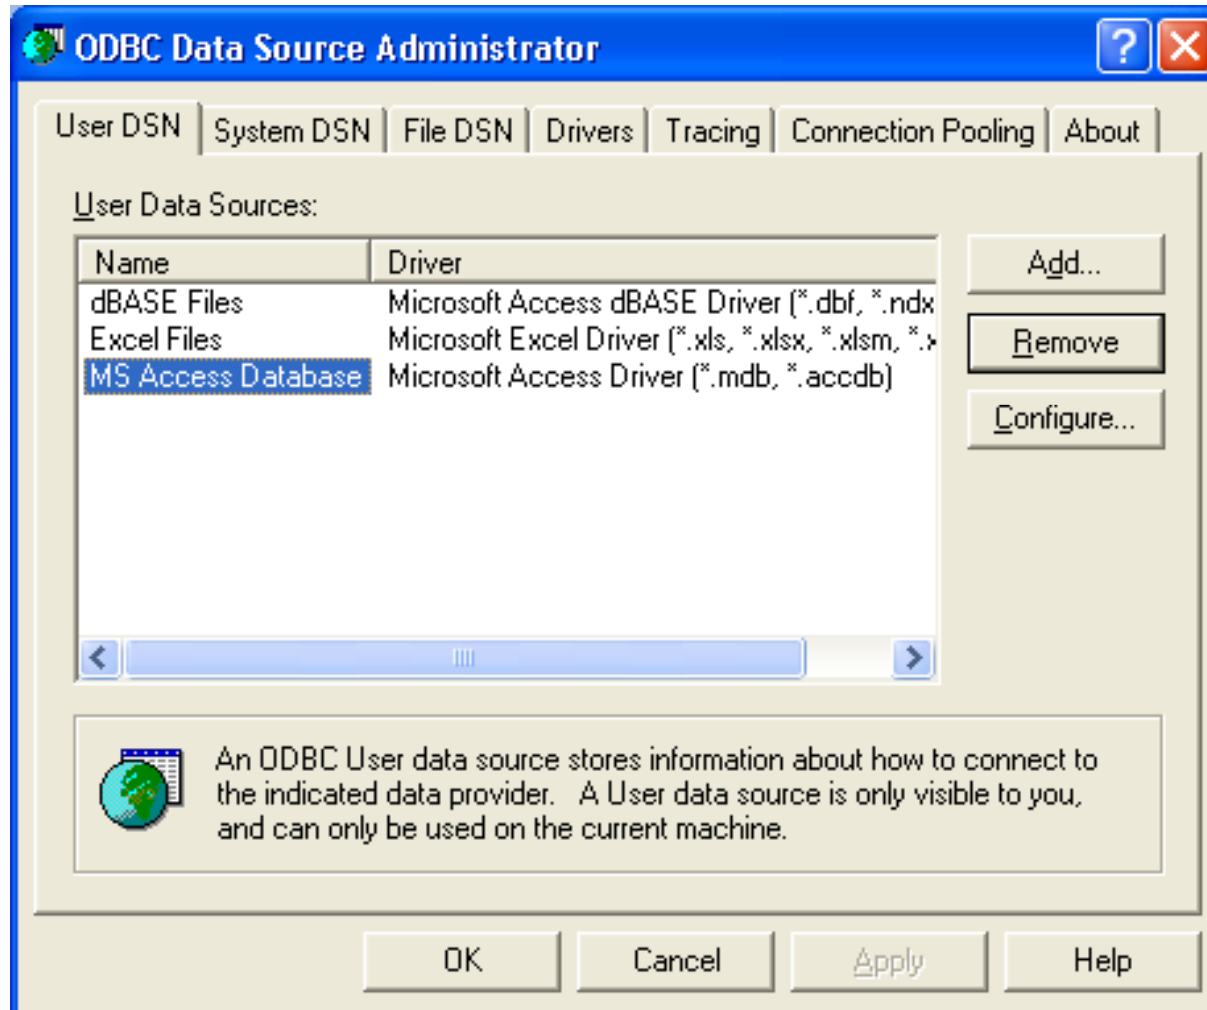 ODBC Data Source Administrator
User DSN System DSN File DSN Drivers Tracing Connection Pooling About
User Data Sources:
Name Driver
dBASE Files Microsoft Access dBASE Driver (*.dbf, *.ndx
Excel Files Microsoft Excel Driver (*.xls, *.xlsx, *.xlsm, *.x
MS Access Database Microsoft Access Driver (*.mdb, *.accdb)
Add...
Remove
Configure...
An ODBC User data source stores information about how to connect to
the indicated data provider. A User data source is only visible to you,
and can only be used on the current machine.
OK Cancel Apply Help